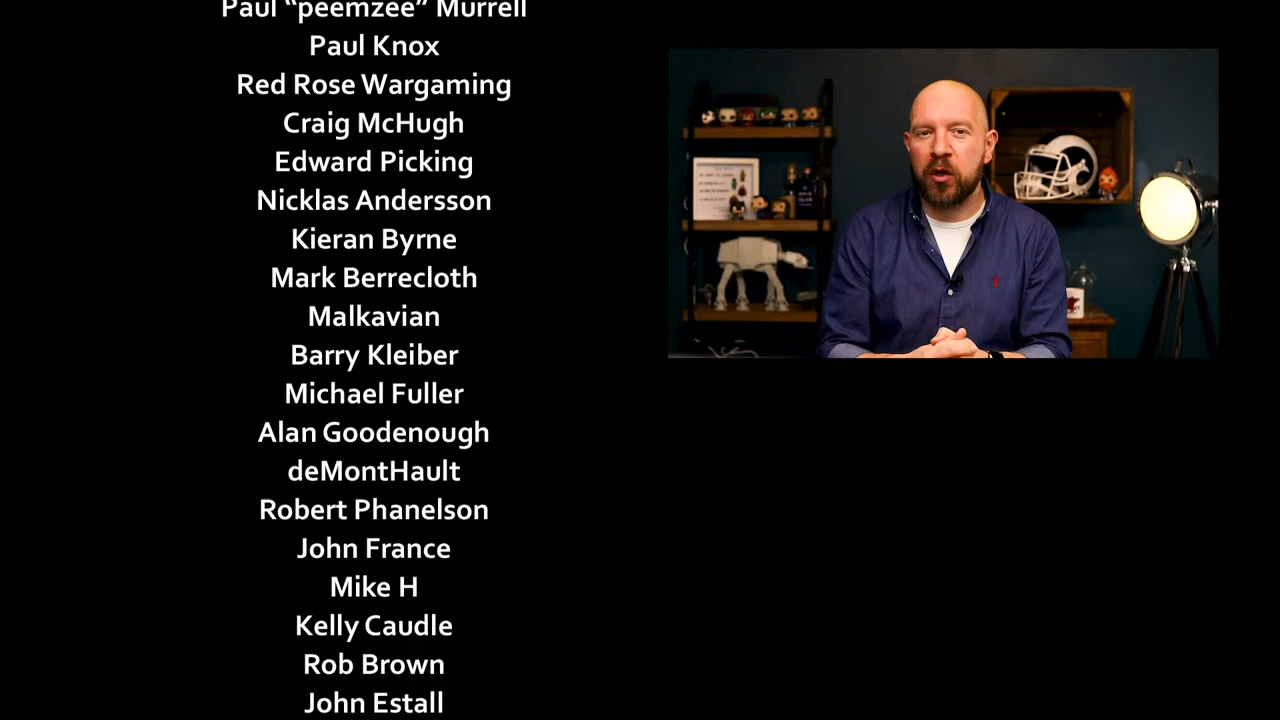 Paul “peemzee” Murrell
Paul Knox
Red Rose Wargaming
Craig McHugh
Edward Picking
Nicklas Andersson
Kieran Byrne
Mark Berrecloth
Malkavian
Barry Kleiber
Michael Fuller
Alan Goodenough
deMontHault
Robert Phanelson
John France
Mike H
Kelly Caudle
Rob Brown
John Estall